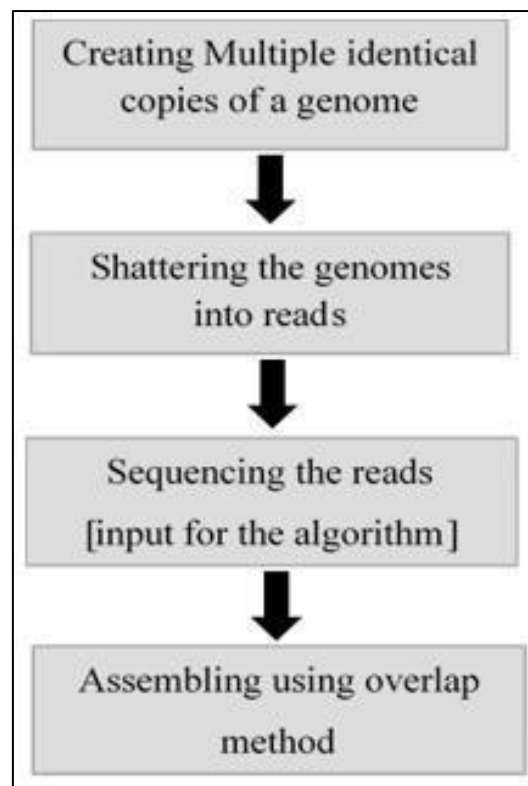 Creating Multiple identical
copies of a genome
Shattering the genomes
into reads
Sequencing the reads
[input for the algorithm]
Assembling using overlap
method